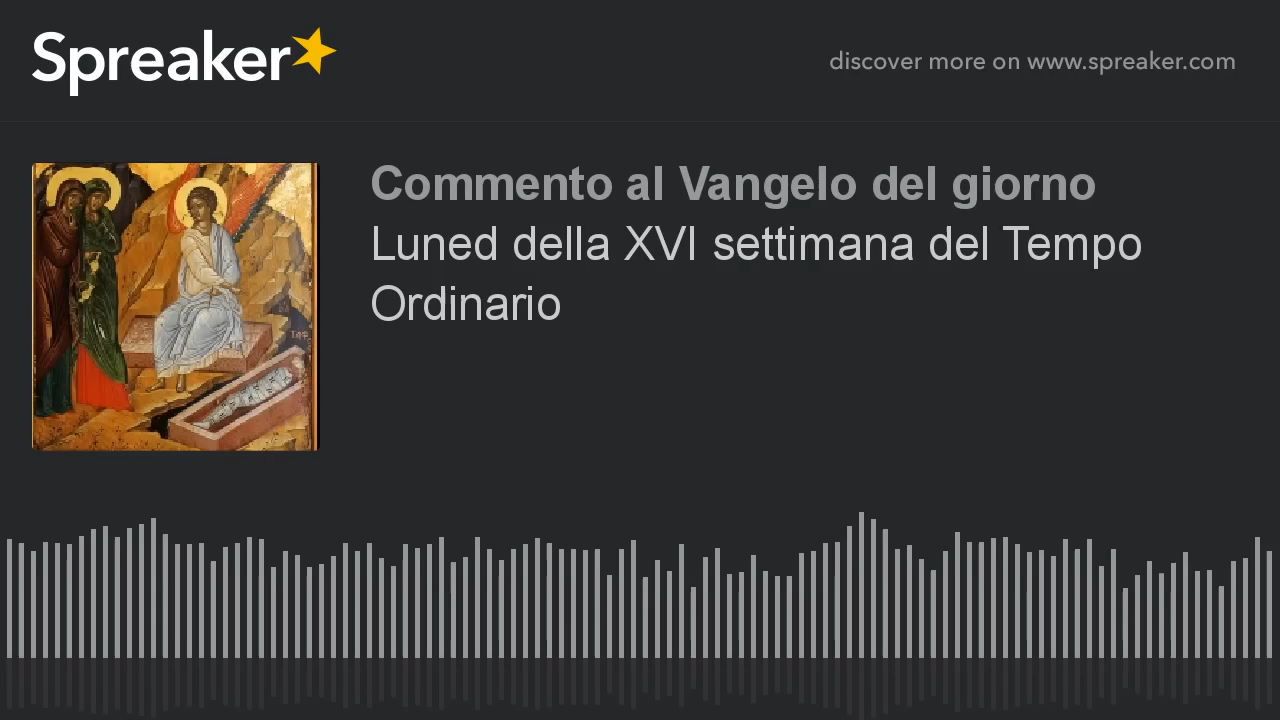 Spreaker
discover more on www.spreaker.com
Commento al Vangelo del giorno
Luned della XVI settimana del Tempo
Ordinario